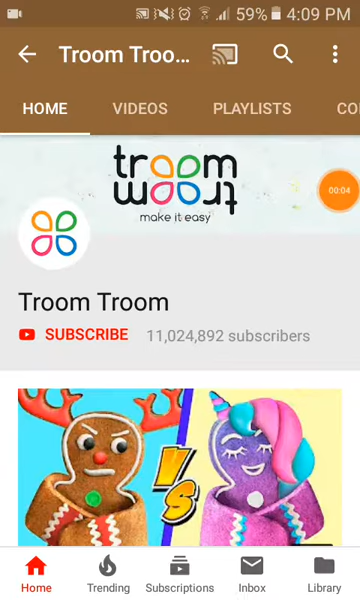 59% 4:09 PM
Troom Troo...
HOME VIDEOS PLAYLISTS CO
troom
troom
make it easy
00:04
Troom Troom
SUBSCRIBE 11,024,892 subscribers
VS
Home Trending Subscriptions Inbox Library